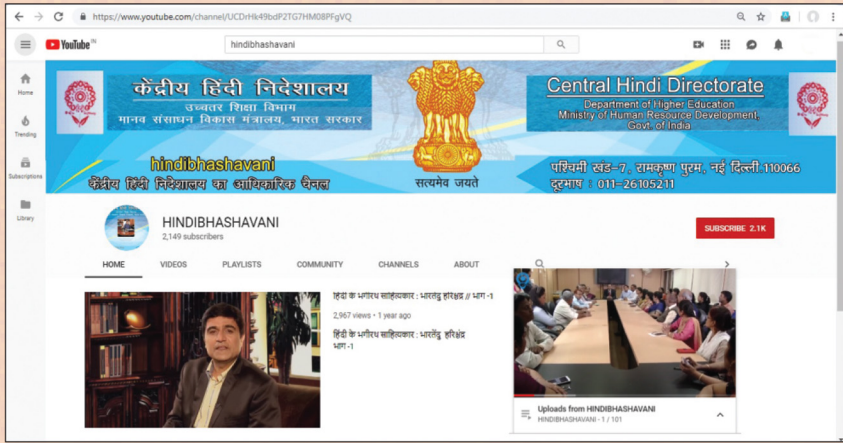 https://www.youtube.com/channel/UCDrHk49bdP2TG7HM08PFgVQ
YouTube IN
hindibhashavani
Home
Trending
Subscriptions
Library
केंद्रीय हिंदी निदेशालय
उच्चतर शिक्षा विभाग
मानव संसाधन विकास मंत्रालय, भारत सरकार
hindibhashavani
केंद्रीय हिंदी निदेशालय का आधिकारिक चैनल
सत्यमेव जयते
Central Hindi Directorate
Department of Higher Education
Ministry of Human Resource Development,
Govt. of India
पश्चिमी खंड-7, रामकृष्ण पुरम, नई दिल्ली-110066
दूरभाष : 011-26105211
HINDIBHASHAVANI
2,149 subscribers
SUBSCRIBE 2.1K
HOME VIDEOS PLAYLISTS COMMUNITY CHANNELS ABOUT
हिंदी के भगीरथ साहित्यकार : भारतेंदु हरिश्चंद्र // भाग -1
2,967 views • 1 year ago
हिंदी के भगीरथ साहित्यकार : भारतेंदु हरिश्चंद्र
भाग -1
Uploads from HINDIBHASHAVANI
HINDIBHASHAVANI - 1 / 101